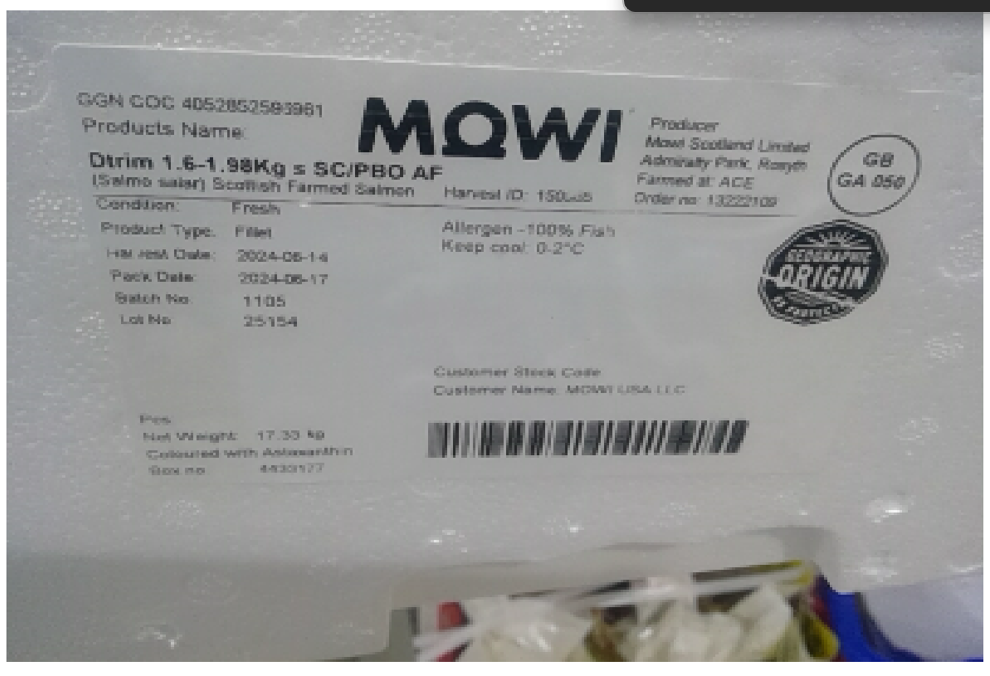 GGN COC 4052852593961
Products Name:
MOWI
Dtrim 1.6-1.98Kg s SC/PBO AF
(Salmo salar) Scottish Farmed Salmon
Harvest ID:
Producer
Mowi Scotland Limited
Admiralty Park, Rosyth
Farmed at: ACE
Order no: 13222109
GB
GA 050
GEOGRAPHIC
ORIGIN
Condition: Fresh
Product Type: Fillet
Harvest Date: 2024-06-14
Pack Date: 2024-06-17
Batch No: 1105
Lot No 25154
Allergen -100% Fish
Keep cool: 0-2°C
Customer Stock Code
Customer Name: MOWI USA LLC
Pcs
Net Weight: 17.33 kg
Coloured with Astaxanthin
Box no